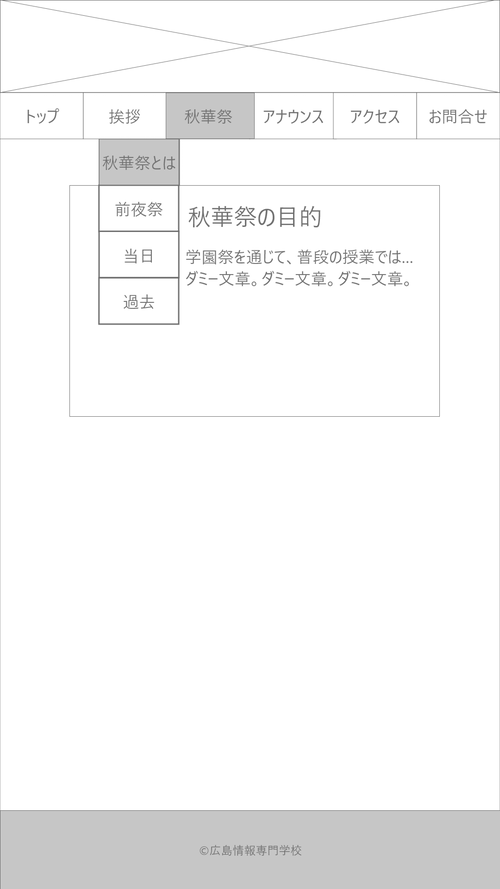 トップ
挨拶
秋華祭
アナウンス
アクセス
お問合せ
秋華祭とは
前夜祭
当日
過去
秋華祭の目的
学園祭を通じて、普段の授業では...
ダミー文章。ダミー文章。ダミー文章。
©広島情報専門学校